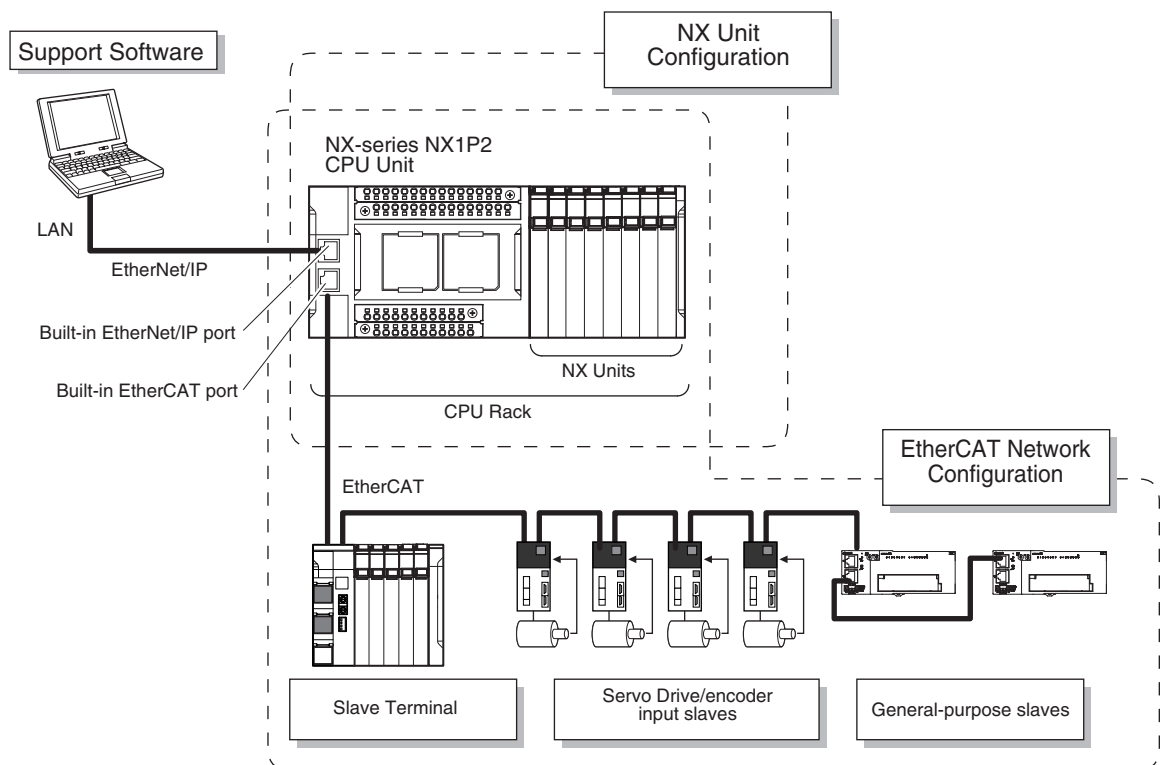 NX Unit
Configuration
Support Software
NX-series NX1P2
CPU Unit
LAN
EtherNet/IP
Built-in EtherNet/IP port
Built-in EtherCAT port
NX Units
CPU Rack
EtherCAT Network
Configuration
EtherCAT
Slave Terminal
Servo Drive/encoder
input slaves
General-purpose slaves